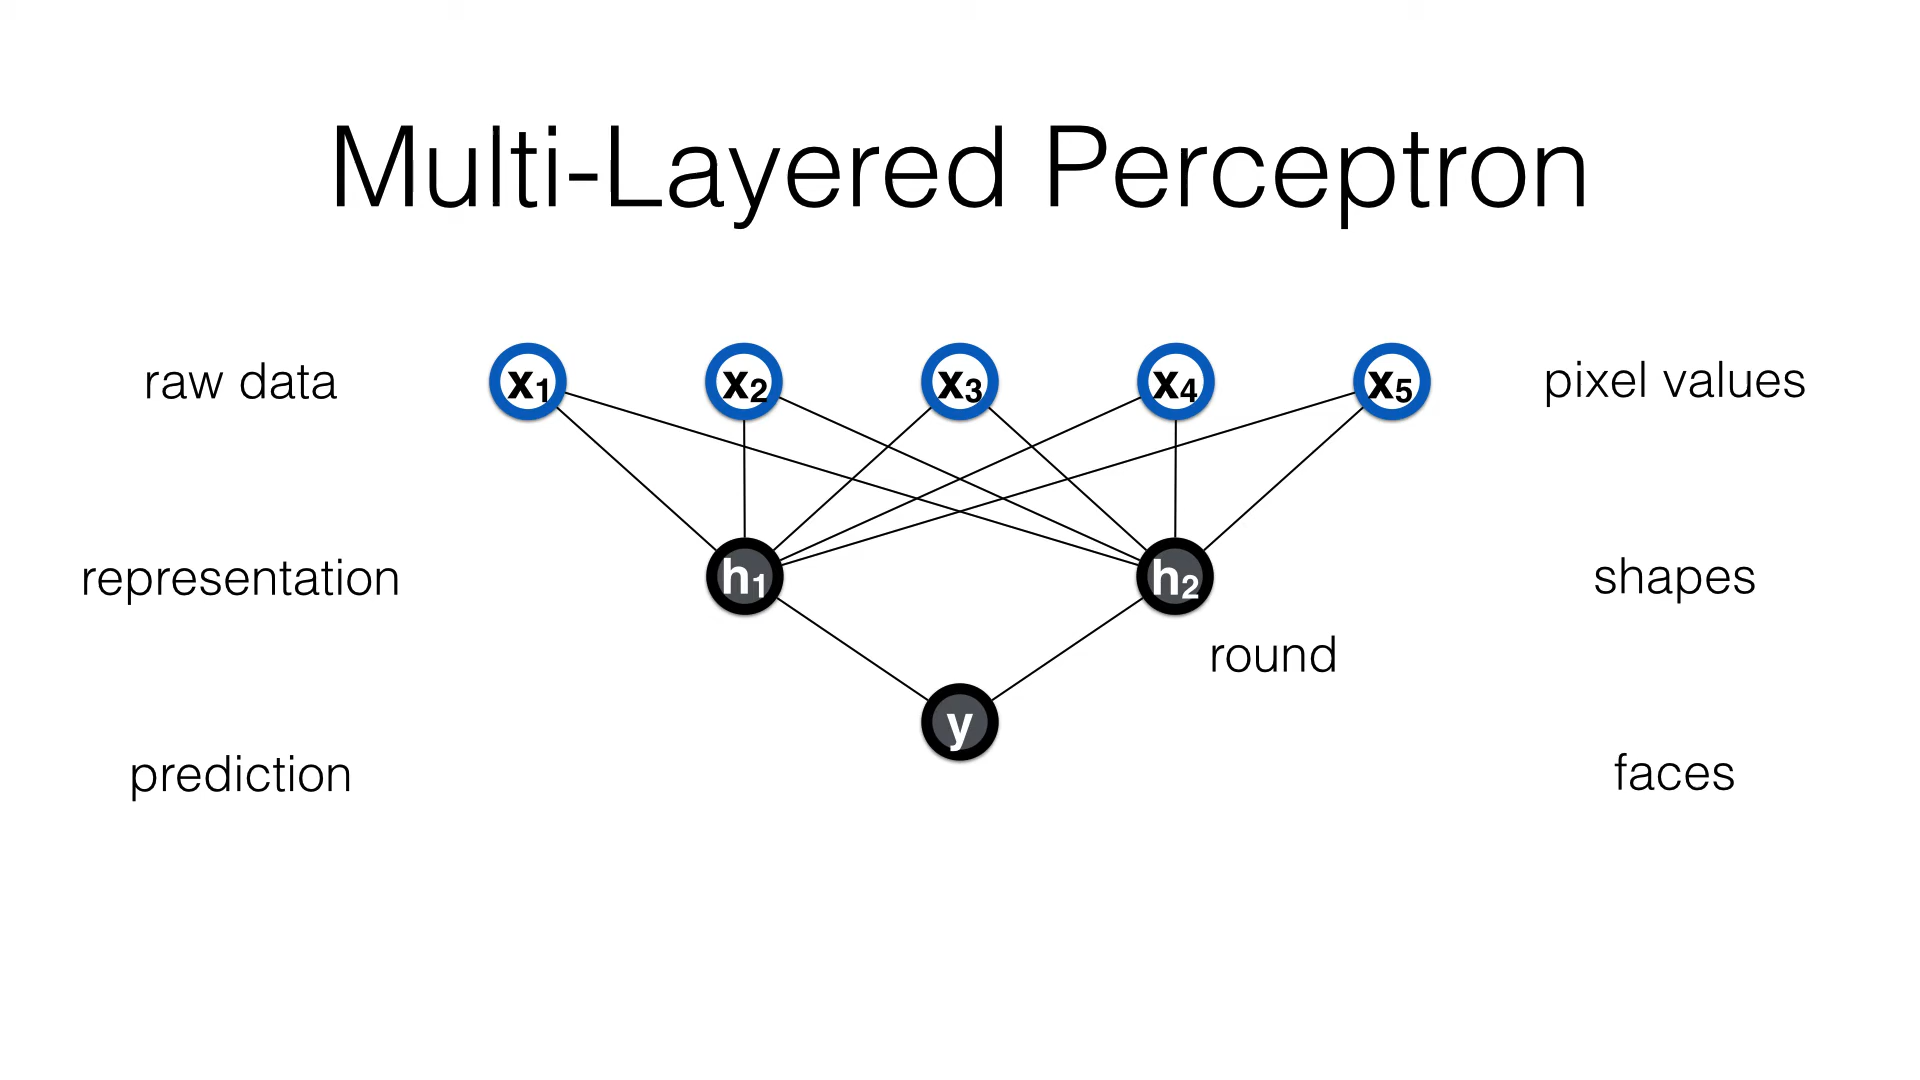 Multi-Layered Perceptron
raw data x₁ x₂ x₃ x₄ x₅ pixel values
representation h₁ h₂ shapes
round
y
prediction faces